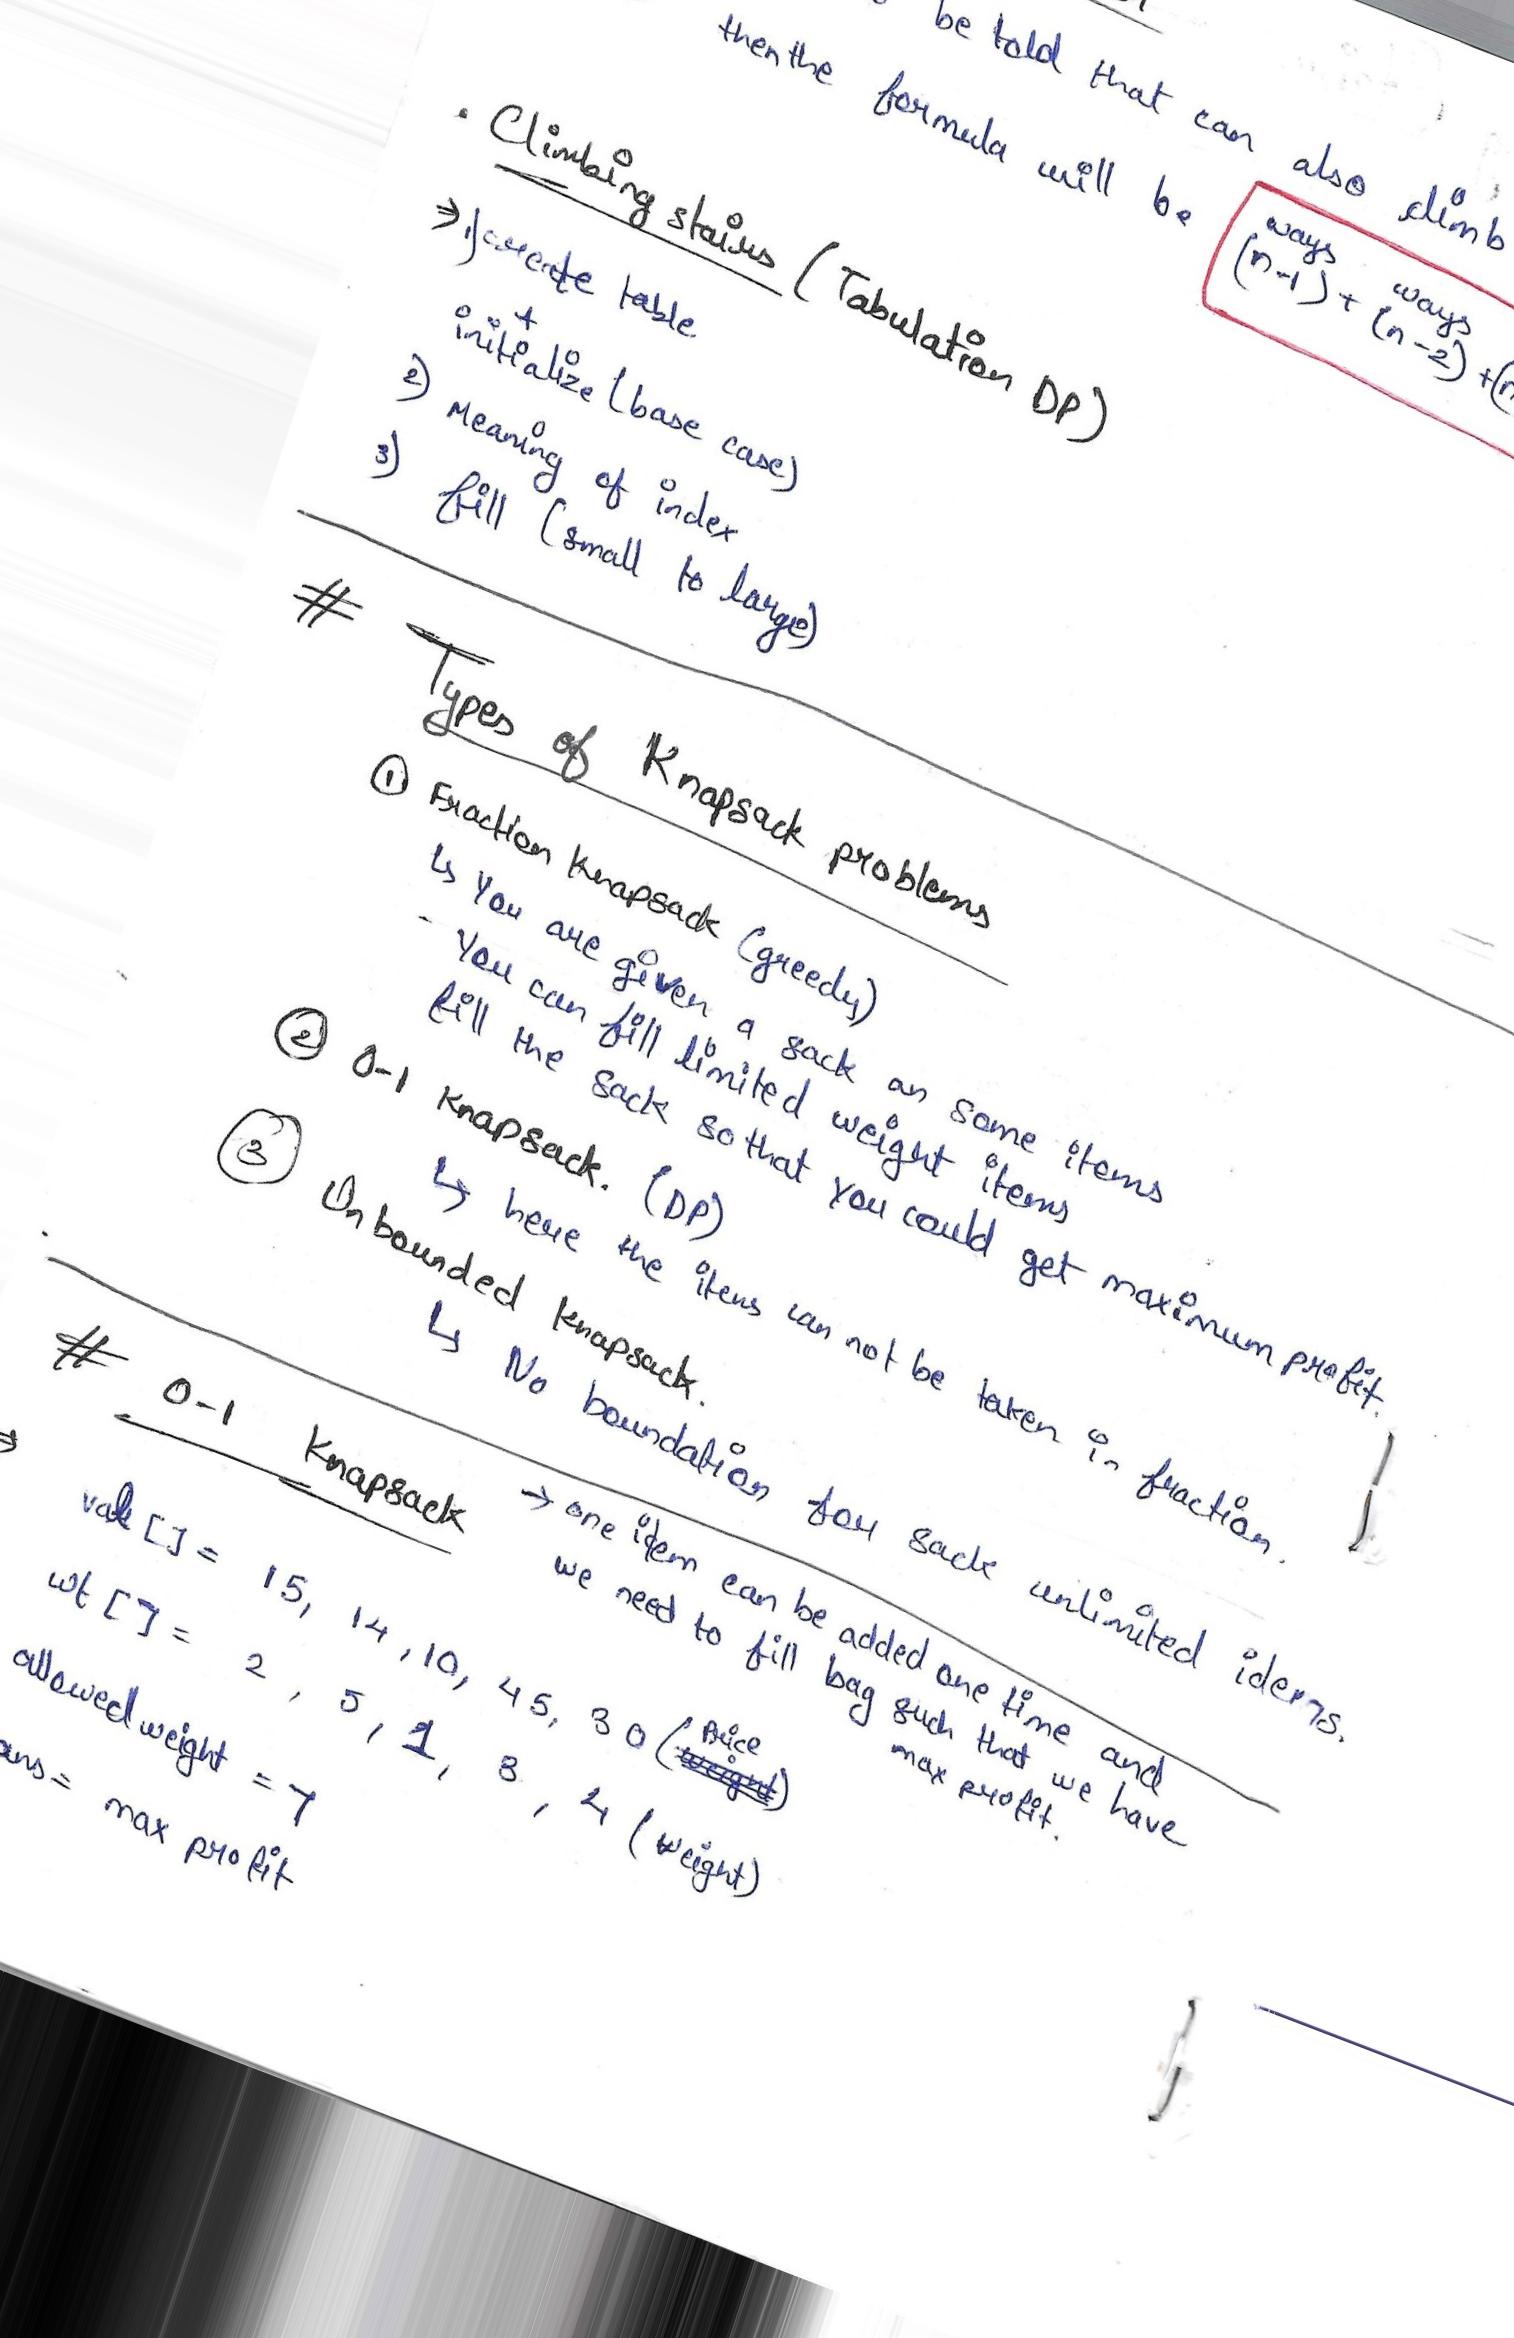 be told that can also climb
then the formula will be
ways
(n-1) + ways
(n-2) +
· Climbing stairs (Tabulation DP)
⇒ 1) create table
+
initialize (base case)
2) Meaning of index
3) fill (small to large)
# Types of Knapsack problems
① Fraction Knapsack (greedy)
↳ You are given a sack an some items
- You can fill limited weight items
fill the sack so that you could get maximum profit.
② 0-1 Knapsack. (DP)
↳ here the items can not be taken in fraction.
③ Unbounded Knapsack.
↳ No boundation for sack unlimited idems.
# 0-1 Knapsack → one item can be added one time and
we need to fill bag such that we have
max profit.
⇒ val [] = 15, 14, 10, 45, 30 (Price)
wt [] = 2, 5, 1, 3, 4 (weight)
allowed weight = 7
ans = max profit